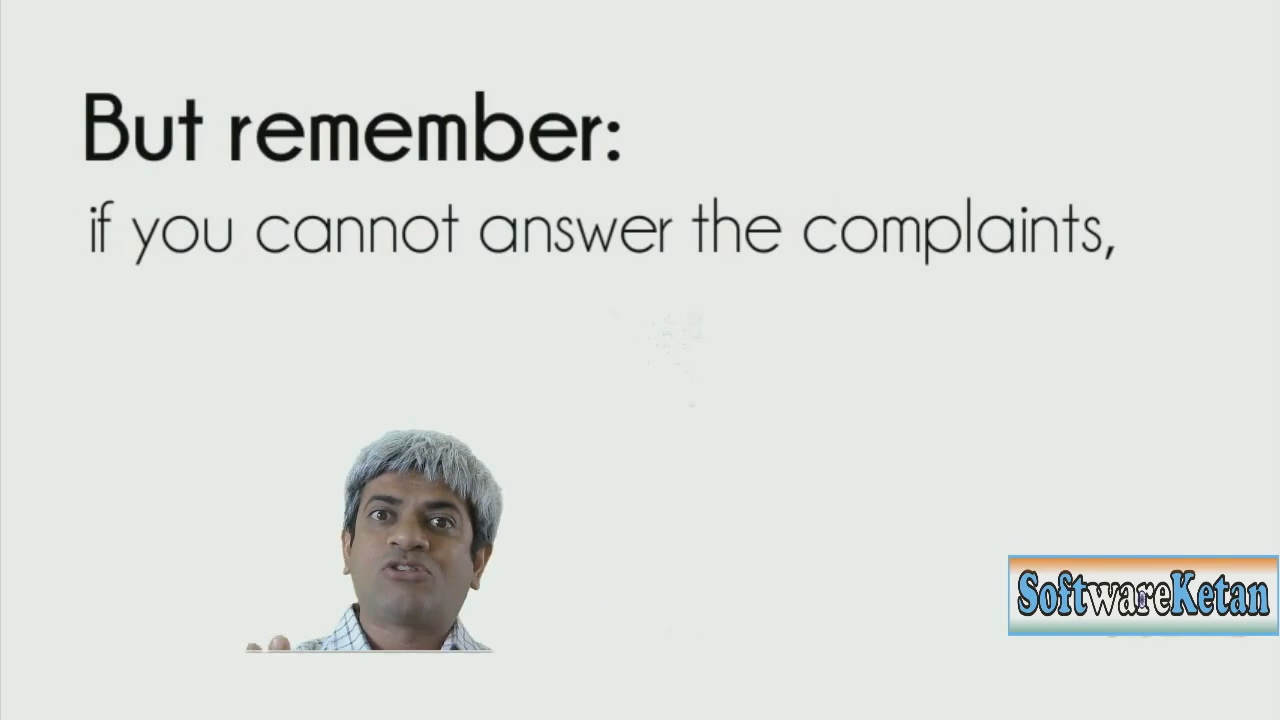 But remember:
if you cannot answer the complaints,
SoftwareKetan